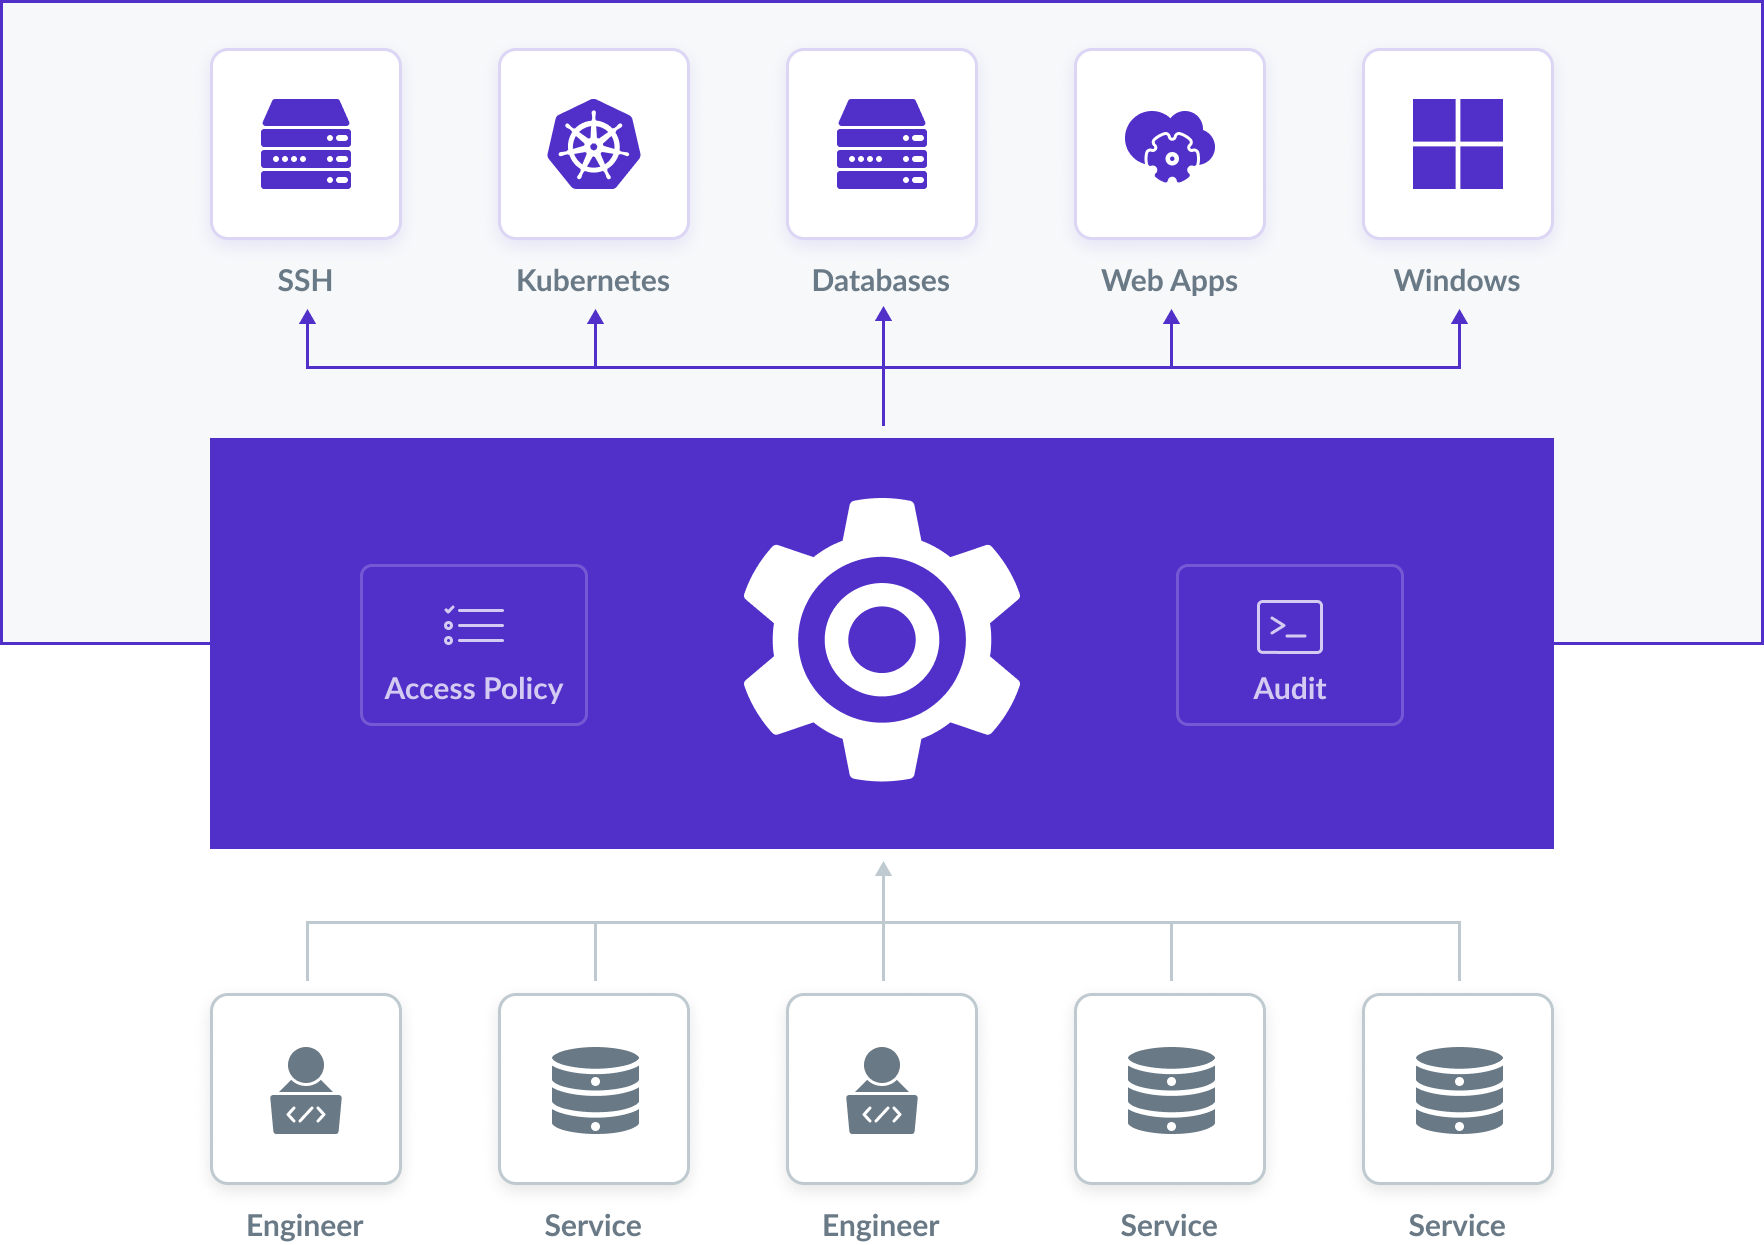 SSH
Kubernetes
Databases
Web Apps
Windows
Access Policy
>_
Audit
</>
</>
Engineer
Service
Engineer
Service
Service